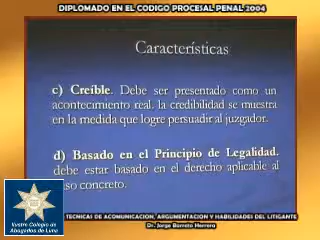 DIPLOMADO EN EL CODIGO PROCESAL PENAL 2004
Características
c) Creíble. Debe ser presentado como un
acontecimiento real. la credibilidad se muestra
en la medida que logre persuadir al juzgador.
d) Basado en el Principio de Legalidad.
debe estar basado en el derecho aplicable al
caso concreto.
TECNICAS DE ACOMUNICACION, ARGUMENTACION Y HABILIDADES DEL LITIGANTE
Dr. Jorge Barreto Herrera
Ilustre Colegio de
Abogados de Lima